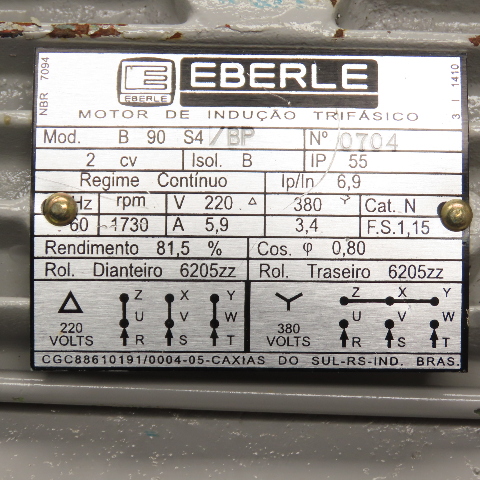 EBERLE
EBERLE
NBR 7094
3 I 1410
MOTOR DE INDUÇÃO TRIFÁSICO
Mod. B 90 S4/BP Nº 0704
2 cv Isol. B IP 55
Regime Contínuo Ip/In 6,9
Hz rpm V 220 △ 380 Y Cat. N
60 1730 A 5,9 3,4 F.S.1,15
Rendimento 81,5 % Cos. φ 0,80
Rol. Dianteiro 6205zz Rol. Traseiro 6205zz
△ Z X Y Y Z X Y
U V W U V W
220 VOLTS R S T 380 VOLTS R S T
CGC88610191/0004-05-CAXIAS DO SUL-RS-IND. BRAS.